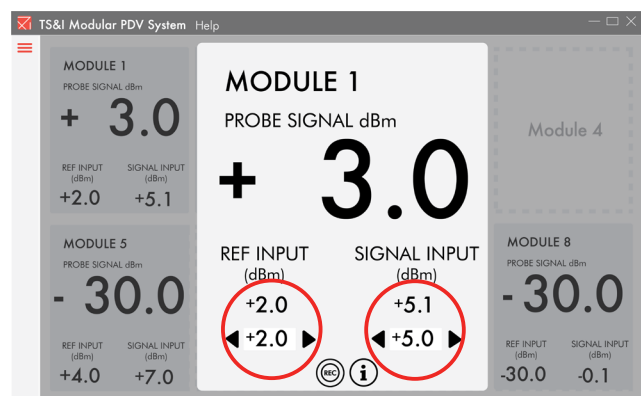 TS&I Modular PDV System Help
MODULE 1
PROBE SIGNAL dBm
+ 3.0
REF INPUT SIGNAL INPUT
(dBm) (dBm)
+2.0 +5.1
MODULE 5
PROBE SIGNAL dBm
- 30.0
REF INPUT SIGNAL INPUT
(dBm) (dBm)
+4.0 +7.0
MODULE 1
PROBE SIGNAL dBm
+ 3.0
REF INPUT SIGNAL INPUT
(dBm) (dBm)
+2.0 +5.1
+2.0 +5.0
REC i
Module 4
MODULE 8
PROBE SIGNAL dBm
- 30.0
REF INPUT SIGNAL INPUT
(dBm) (dBm)
-30.0 -0.1